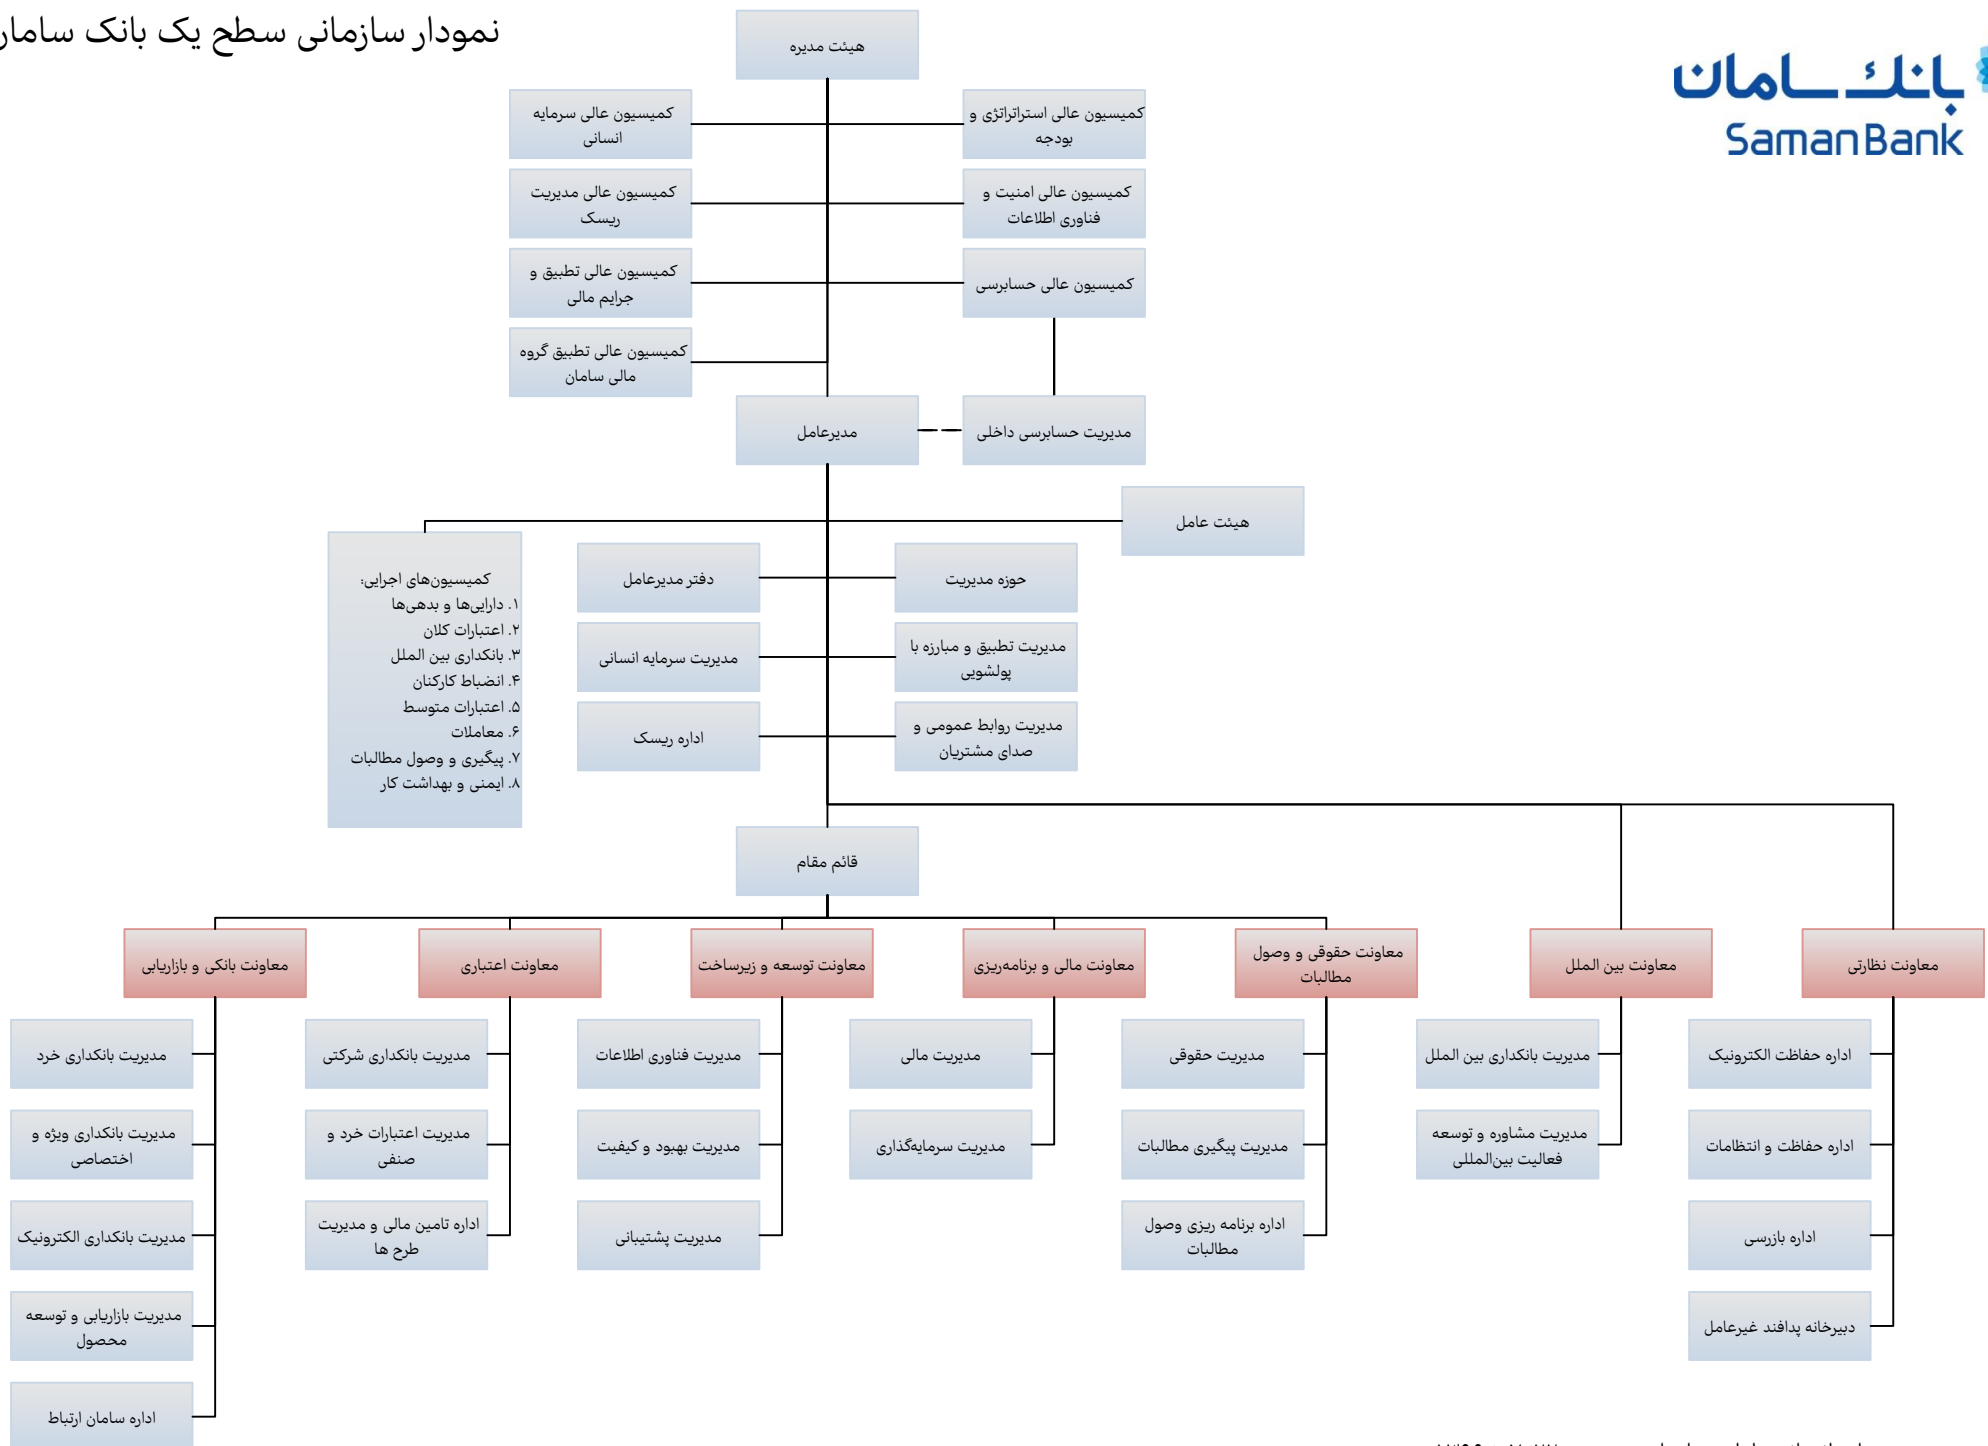 نمودار سازمانی سطح یک بانک سامان
بانك سامان
SamanBank
هیئت مدیره
کمیسیون عالی سرمایه
انسانی
کمیسیون عالی استراتراتژی و
بودجه
کمیسیون عالی مدیریت
ریسک
کمیسیون عالی امنیت و
فناوری اطلاعات
کمیسیون عالی تطبیق و
جرایم مالی
کمیسیون عالی حسابرسی
کمیسیون عالی تطبیق گروه
مالی سامان
مدیرعامل
مدیریت حسابرسی داخلی
هیئت عامل
کمیسیون‌های اجرایی:
۱. دارایی‌ها و بدهی‌ها
۲. اعتبارات کلان
۳. بانکداری بین الملل
۴. انضباط کارکنان
۵. اعتبارات متوسط
۶. معاملات
۷. پیگیری و وصول مطالبات
۸. ایمنی و بهداشت کار
حوزه مدیریت
دفتر مدیرعامل
مدیریت تطبیق و مبارزه با
پولشویی
مدیریت سرمایه انسانی
مدیریت روابط عمومی و
صدای مشتریان
اداره ریسک
قائم مقام
معاونت نظارتی
معاونت بین الملل
معاونت حقوقی و وصول
مطالبات
معاونت مالی و برنامه‌ریزی
معاونت توسعه و زیرساخت
معاونت اعتباری
معاونت بانکی و بازاریابی
اداره حفاظت الکترونیک
اداره حفاظت و انتظامات
اداره بازرسی
دبیرخانه پدافند غیرعامل
مدیریت بانکداری بین الملل
مدیریت مشاوره و توسعه
فعالیت بین‌المللی
مدیریت حقوقی
مدیریت پیگیری مطالبات
اداره برنامه ریزی وصول
مطالبات
مدیریت مالی
مدیریت سرمایه‌گذاری
مدیریت فناوری اطلاعات
مدیریت بهبود و کیفیت
مدیریت پشتیبانی
مدیریت بانکداری شرکتی
مدیریت اعتبارات خرد و
صنفی
اداره تامین مالی و مدیریت
طرح ها
مدیریت بانکداری خرد
مدیریت بانکداری ویژه و
اختصاصی
مدیریت بانکداری الکترونیک
مدیریت بازاریابی و توسعه
محصول
اداره سامان ارتباط